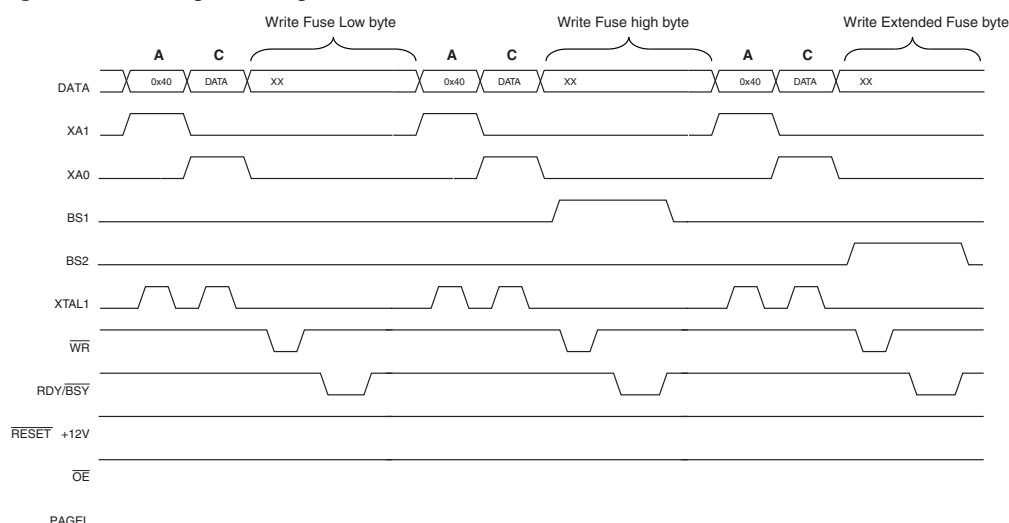 Write Fuse Low byte Write Fuse high byte Write Extended Fuse byte
A C A C A C
DATA 0x40 DATA XX 0x40 DATA XX 0x40 DATA XX
XA1
XA0
BS1
BS2
XTAL1
WR
RDY/BSY
RESET +12V
OE
PAGEL